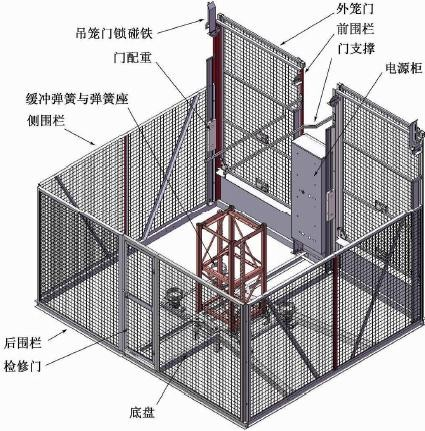 外笼门
吊笼门锁碰铁
前围栏
门配重
门支撑
电源柜
缓冲弹簧与弹簧座
侧围栏
后围栏
检修门
底盘